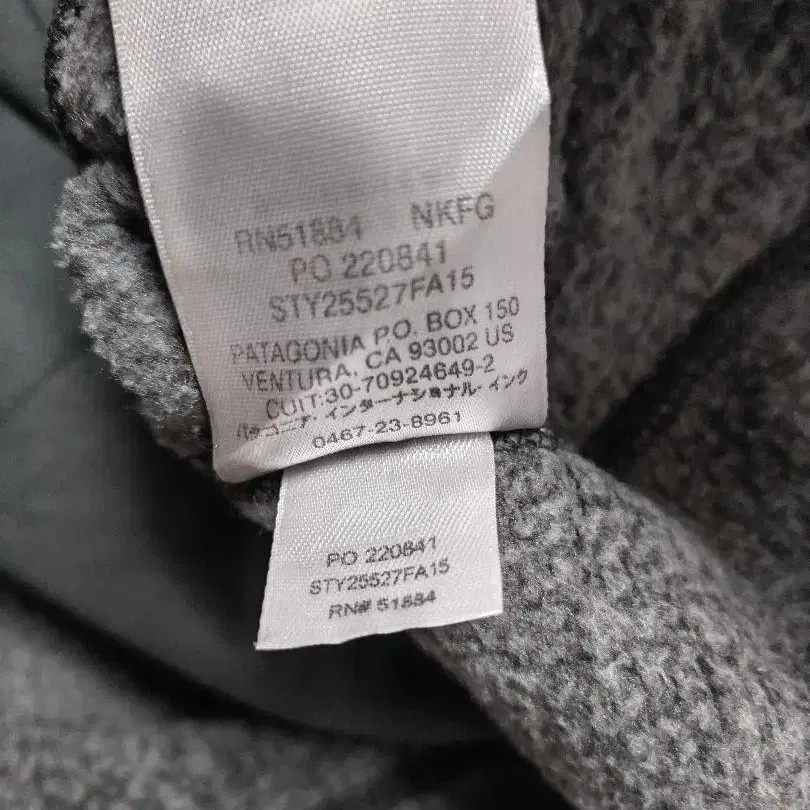 RN51884 NKFG
PO 220841
STY25527FA15
PATAGONIA P.O. BOX 150
VENTURA, CA 93002 US
CUIT:30-70924649-2
パタゴニア・インターナショナル・インク
0467-23-8961
PO 220841
STY25527FA15
RN# 51884